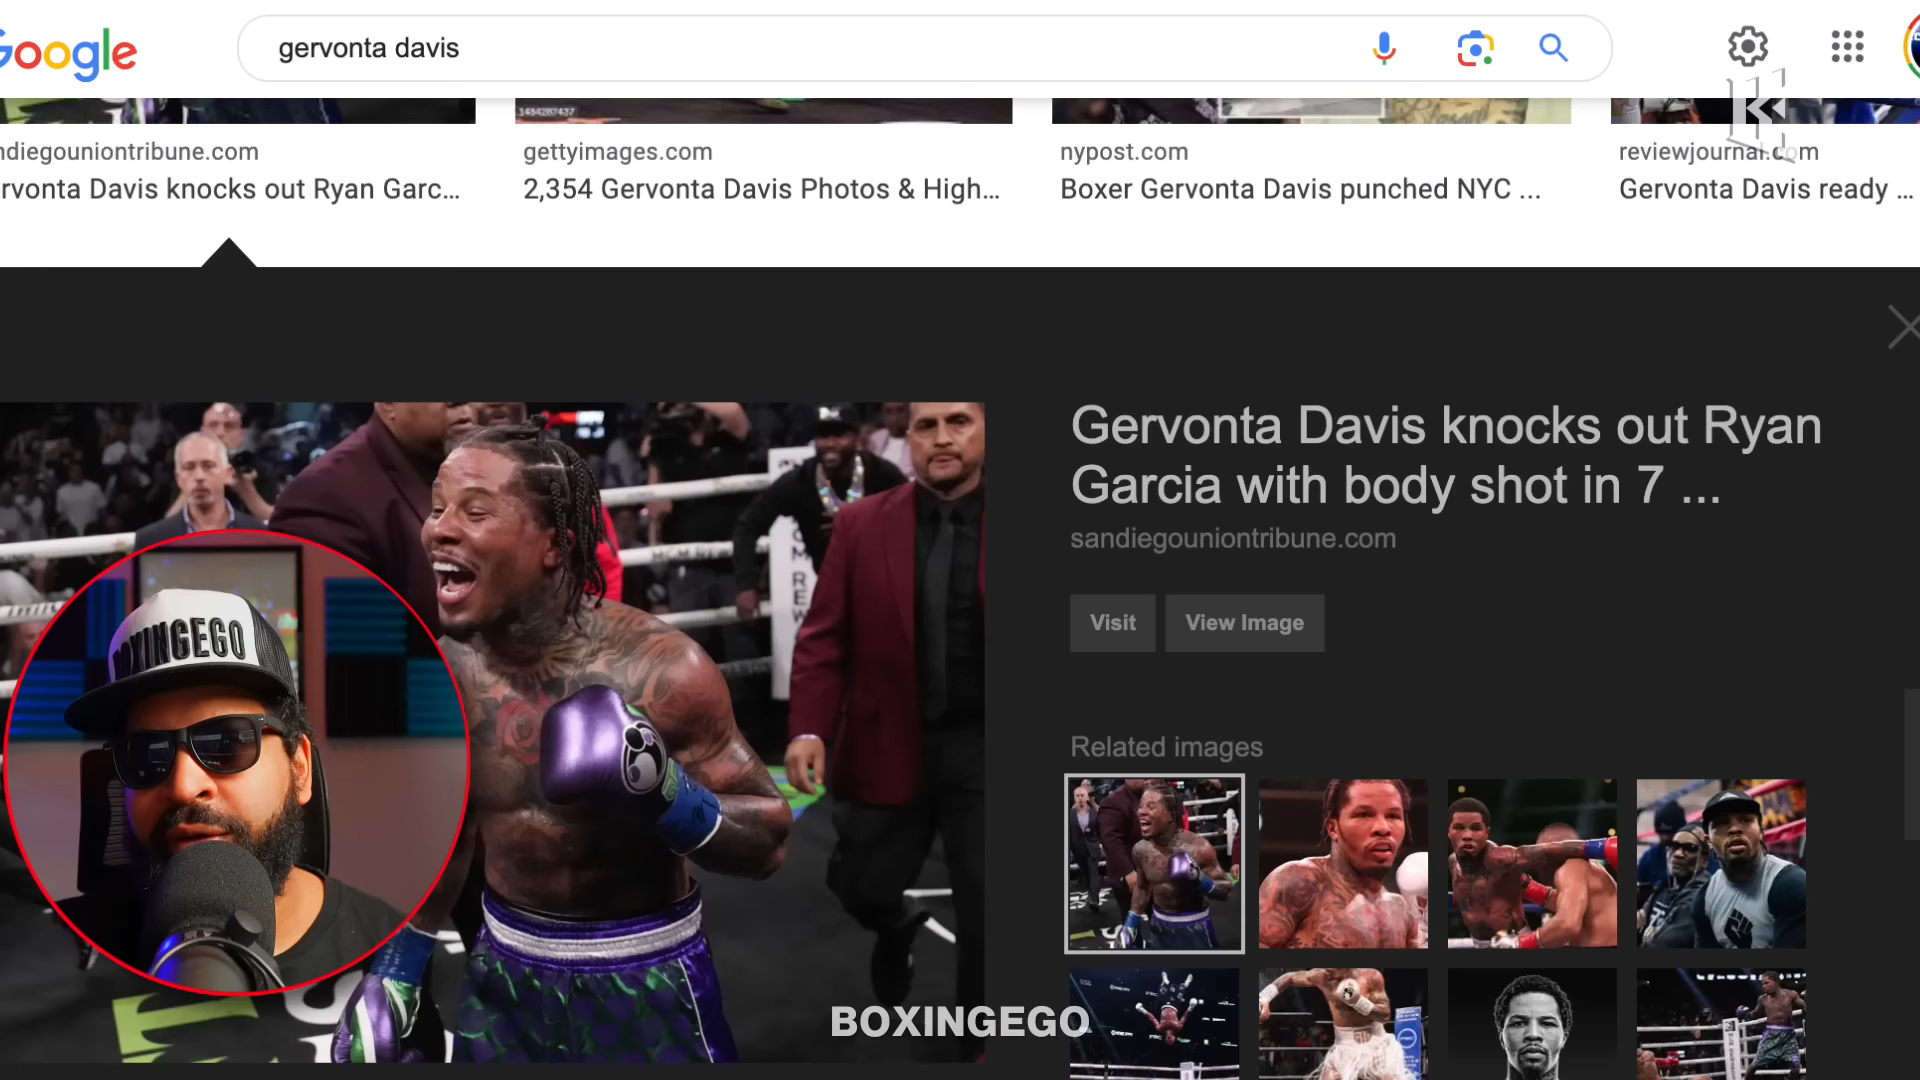 Google
gervonta davis
1484287437
ndiegouniontribune.com
rvonta Davis knocks out Ryan Garc...
gettyimages.com
2,354 Gervonta Davis Photos & High...
nypost.com
Boxer Gervonta Davis punched NYC ...
reviewjournal.com
Gervonta Davis ready ...
Gervonta Davis knocks out Ryan
Garcia with body shot in 7 ...
sandiegouniontribune.com
Visit
View Image
Related images
BOXINGEGO
BOXINGEGO